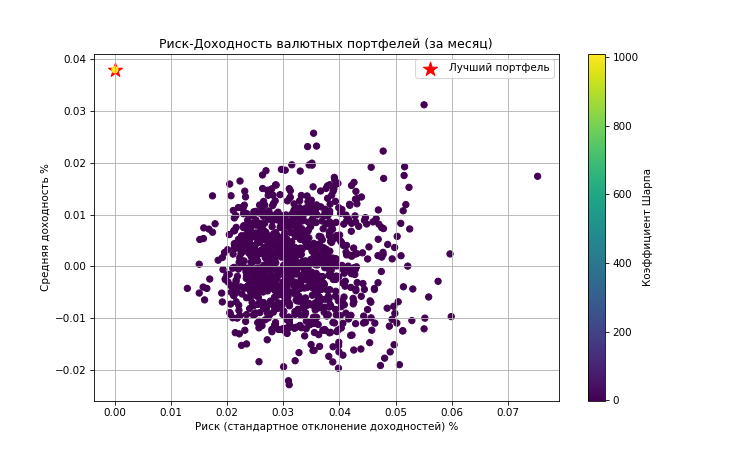 Риск-Доходность валютных портфелей (за месяц)
Лучший портфель
Средняя доходность %
0.04
0.03
0.02
0.01
0.00
−0.01
−0.02
0.00 0.01 0.02 0.03 0.04 0.05 0.06 0.07
Риск (стандартное отклонение доходностей) %
1000
800
600
400
200
0
Коэффициент Шарпа